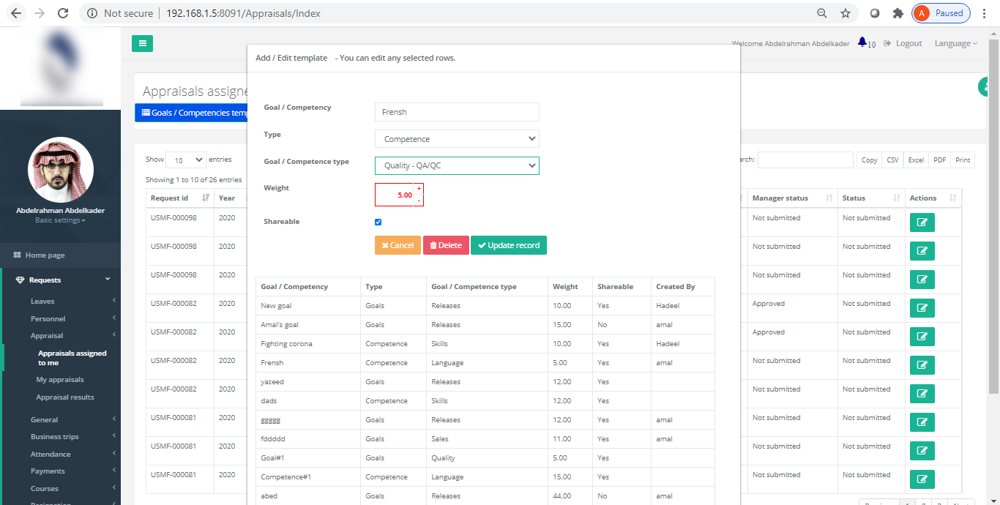 Not secure 192.168.1.5:8091/Appraisals/Index
A Paused
Welcome Abdelrahman Abdelkader 10 Logout Language
Add / Edit template - You can edit any selected rows.
Appraisals assigne
Goals / Competencies temp
Goal / Competency Frensh
Type Competence
Goal / Competence type Quality - QA/QC
Weight 5.00 + -
Shareable
Cancel Delete Update record
Show 10 entries
Showing 1 to 10 of 26 entries
rch: Copy CSV Excel PDF Print
Abdelrahman Abdelkader
Basic settings
Home page
Requests
Leaves
Personnel
Appraisal
Appraisals assigned
to me
My appraisals
Appraisal results
General
Business trips
Attendance
Payments
Courses
Resignation
Request id Year
USMF-000098 2020
USMF-000098 2020
USMF-000098 2020
USMF-000082 2020
USMF-000082 2020
USMF-000082 2020
USMF-000082 2020
USMF-000081 2020
USMF-000081 2020
USMF-000081 2020
Goal / Competency Type Goal / Competence type Weight Shareable Created By
New goal Goals Releases 10.00 Yes Hadeel
Amal's goal Goals Releases 15.00 No amal
Fighting corona Competence Skills 10.00 Yes Hadeel
Frensh Competence Language 5.00 Yes amal
yazeed Goals Releases 12.00 Yes
dads Competence Skills 12.00 Yes
ggggg Goals Releases 12.00 Yes amal
fddddd Goals Sales 11.00 Yes amal
Goal#1 Goals Quality 5.00 Yes
Competence#1 Competence Language 15.00 Yes
abed Goals Releases 44.00 No amal
Manager status Status Actions
Not submitted Not submitted
Not submitted Not submitted
Not submitted Not submitted
Approved Not submitted
Approved Not submitted
Not submitted Not submitted
Not submitted Not submitted
Not submitted Not submitted
Not submitted Not submitted
Not submitted Not submitted